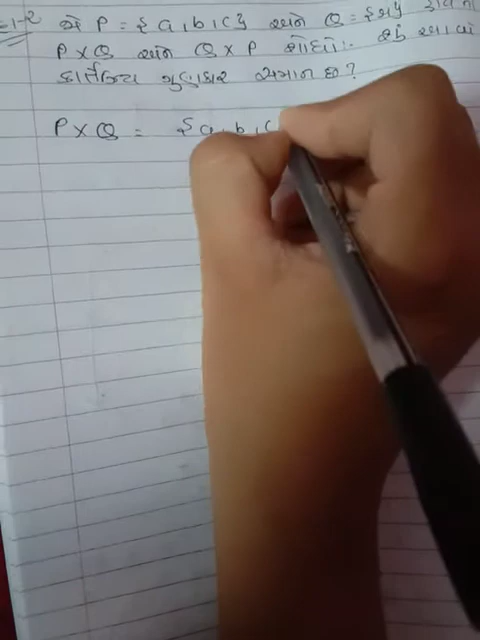 1-2 જો P = {a,b,c} અને Q = {
P×Q અને Q×P શોધો:. શું આ બે
કાર્તેઝિય ગુણાકાર સમાન છે?
P×Q = {a,b,c